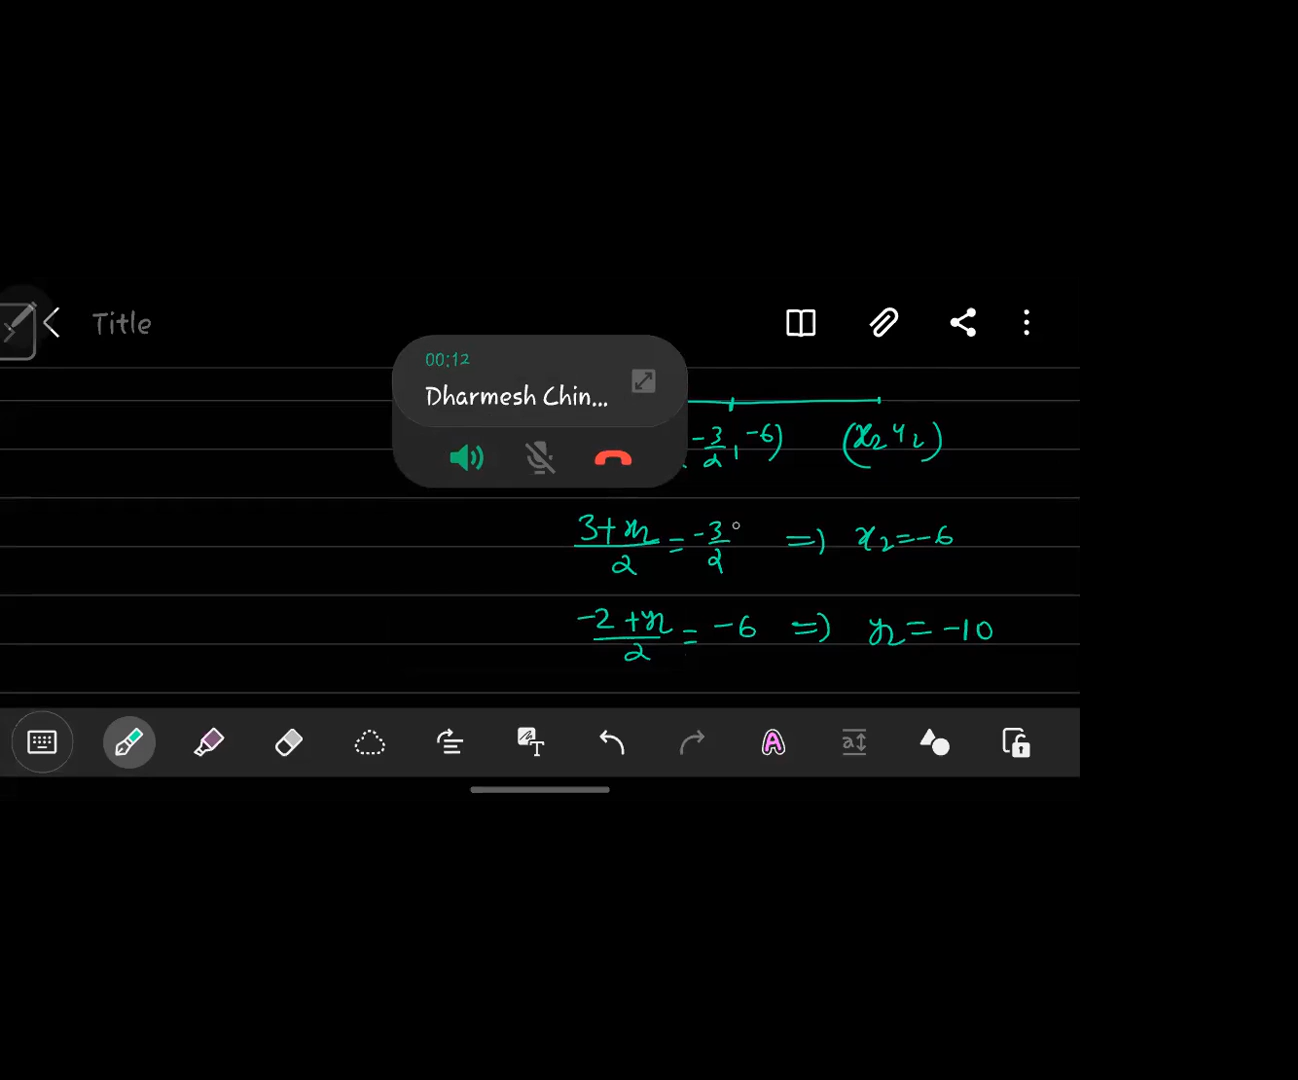 Title
00:12
Dharmesh Chin...
-3/2, -6) (x₂ y₂)
(3+x₂)/2 = -3/2 => x₂=-6
(-2+y₂)/2 = -6 => y₂=-10
T
A
a